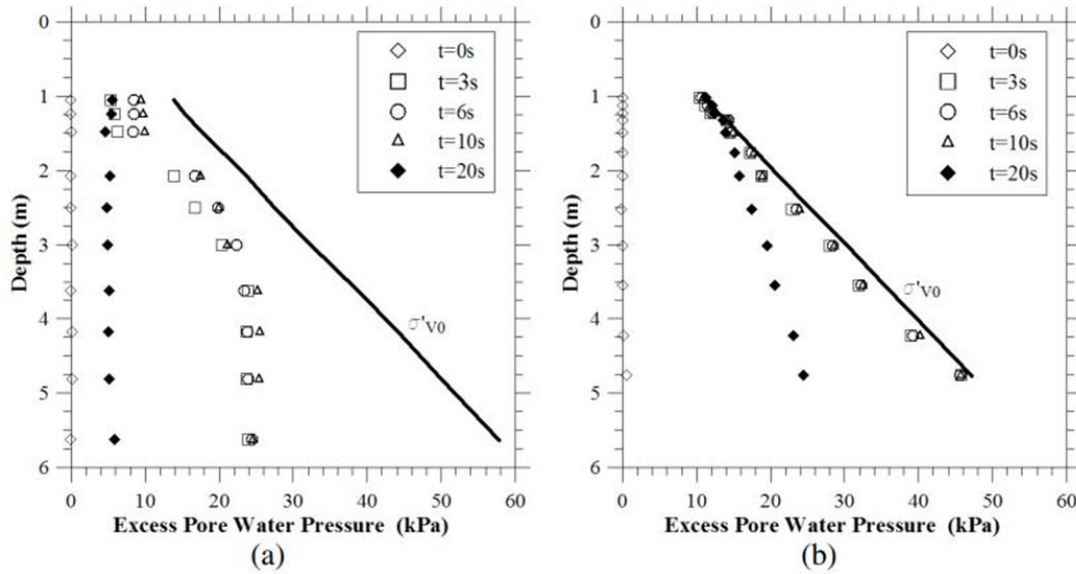 0
1
2
3
4
5
6
Depth (m)
t=0s
t=3s
t=6s
t=10s
t=20s
σ'V0
0 10 20 30 40 50 60
Excess Pore Water Pressure (kPa)
(a)
0
1
2
3
4
5
6
Depth (m)
t=0s
t=3s
t=6s
t=10s
t=20s
σ'V0
0 10 20 30 40 50 60
Excess Pore Water Pressure (kPa)
(b)